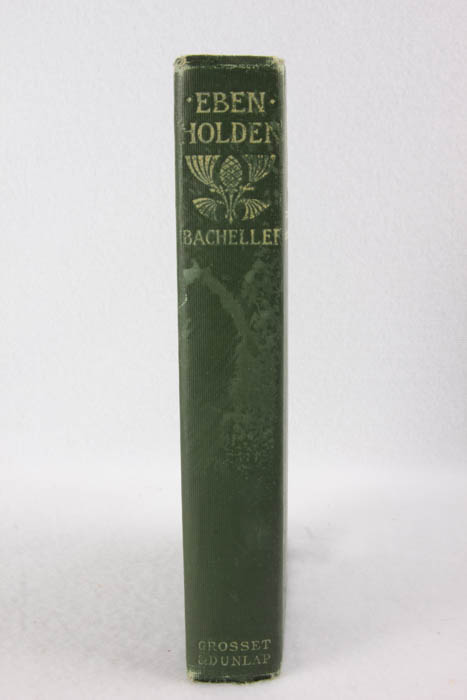 ·EBEN·
HOLDEN
BACHELLER
GROSSET
& DUNLAP